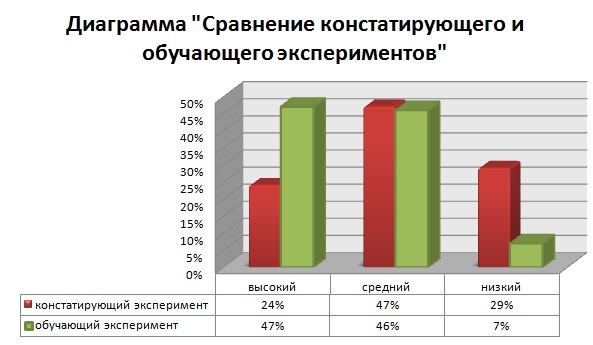 Диаграмма "Сравнение констатирующего и
обучающего экспериментов"
50%
45%
40%
35%
30%
25%
20%
15%
10%
5%
0%
высокий средний низкий
констатирующий эксперимент 24% 47% 29%
обучающий эксперимент 47% 46% 7%